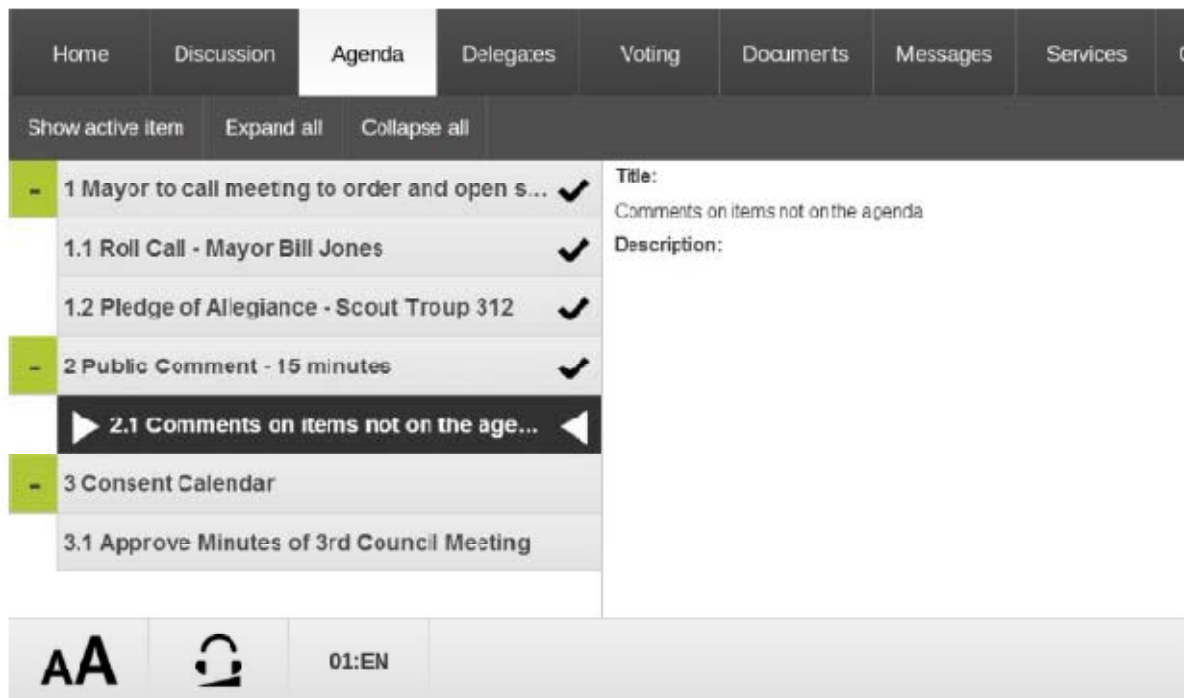 Home Discussion Agenda Delegates Voting Documents Messages Services
Show active item Expand all Collapse all
- 1 Mayor to call meeting to order and open s...
1.1 Roll Call - Mayor Bill Jones
1.2 Pledge of Allegiance - Scout Troup 312
- 2 Public Comment - 15 minutes
2.1 Comments on items not on the age...
- 3 Consent Calendar
3.1 Approve Minutes of 3rd Council Meeting
Title:
Comments on items not on the agenda
Description:
AA 01:EN